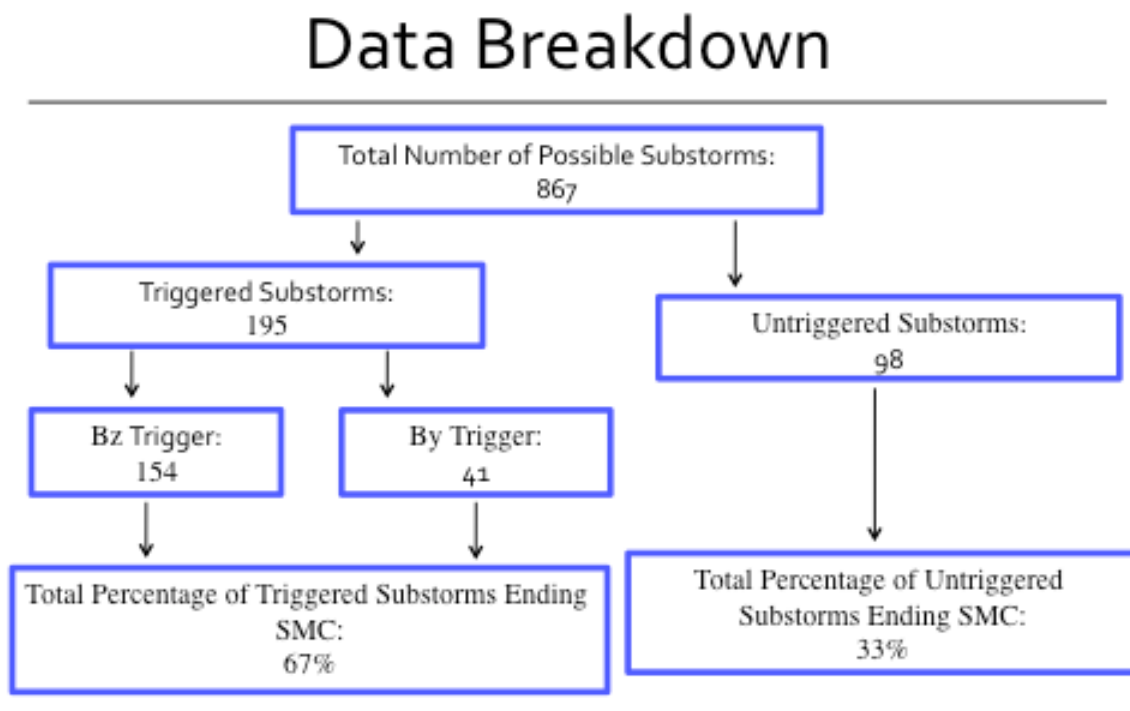 Data Breakdown
Total Number of Possible Substorms:
867
Triggered Substorms:
195
Untriggered Substorms:
98
Bz Trigger:
154
By Trigger:
41
Total Percentage of Triggered Substorms Ending
SMC:
67%
Total Percentage of Untriggered
Substorms Ending SMC:
33%